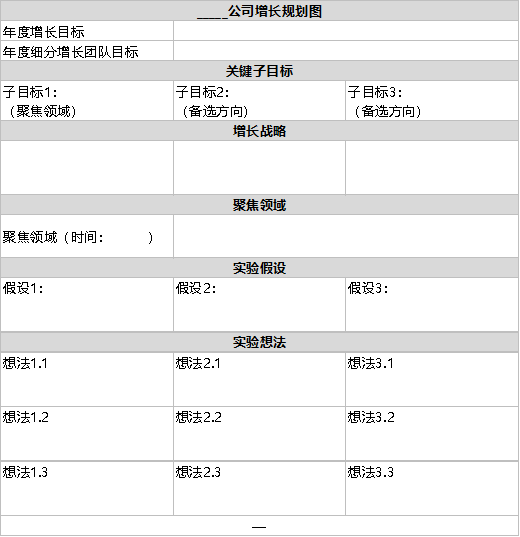 _____公司增长规划图
年度增长目标
年度细分增长团队目标
关键子目标
子目标1：
（聚焦领域）
子目标2：
（备选方向）
子目标3：
（备选方向）
增长战略
聚焦领域
聚焦领域（时间：　　　）
实验假设
假设1：
假设2：
假设3：
实验想法
想法1.1
想法2.1
想法3.1
想法1.2
想法2.2
想法3.2
想法1.3
想法2.3
想法3.3
—